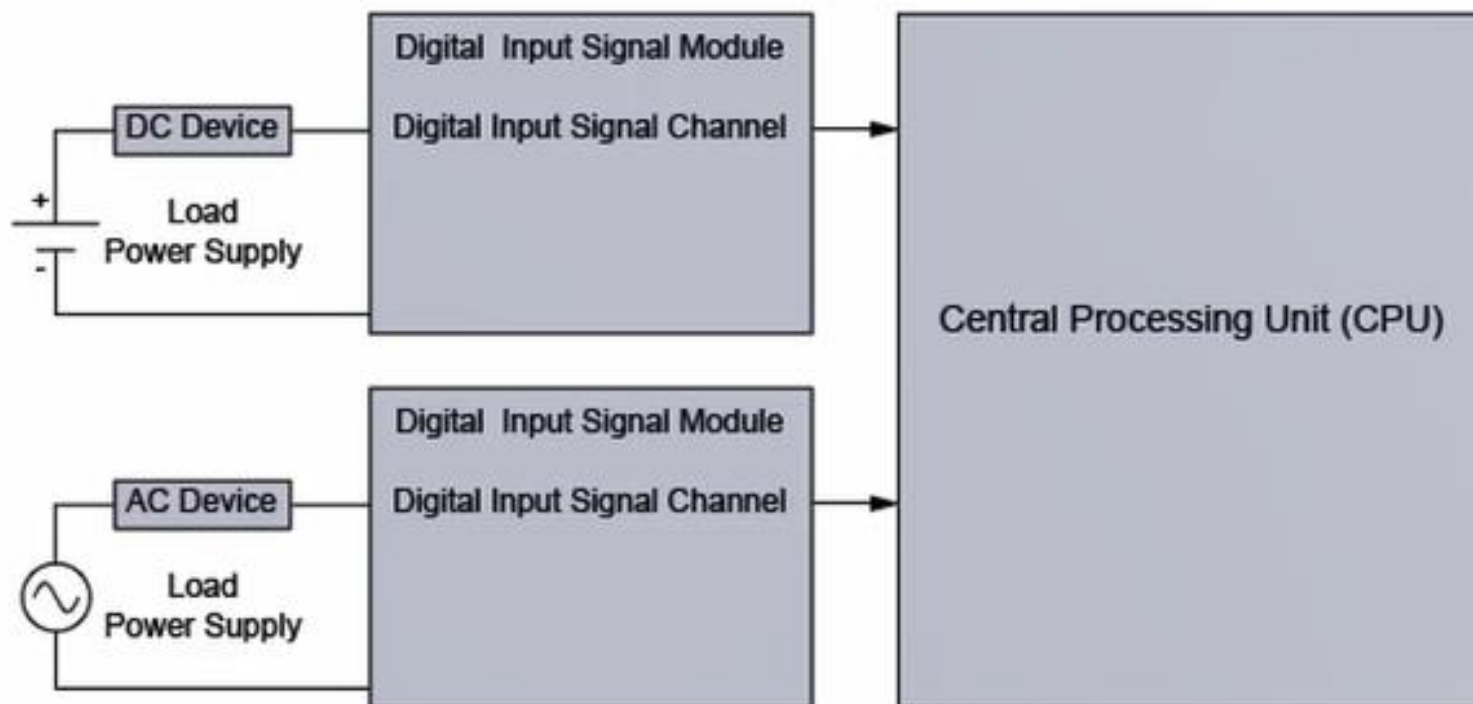 Digital Input Signal Module
DC Device
Digital Input Signal Channel
+
Load
Power Supply
-
Central Processing Unit (CPU)
Digital Input Signal Module
AC Device
Digital Input Signal Channel
Load
Power Supply